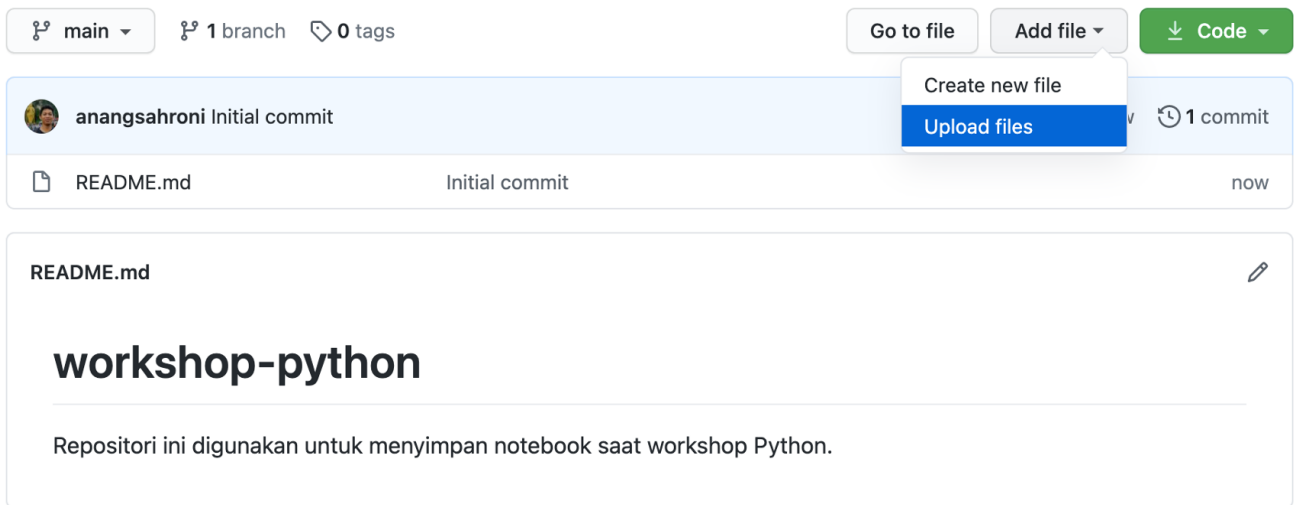 main 1 branch 0 tags Go to file Add file Code
Create new file
anangsahroni Initial commit 1 commit
Upload files
README.md Initial commit now
README.md
workshop-python
Repositori ini digunakan untuk menyimpan notebook saat workshop Python.